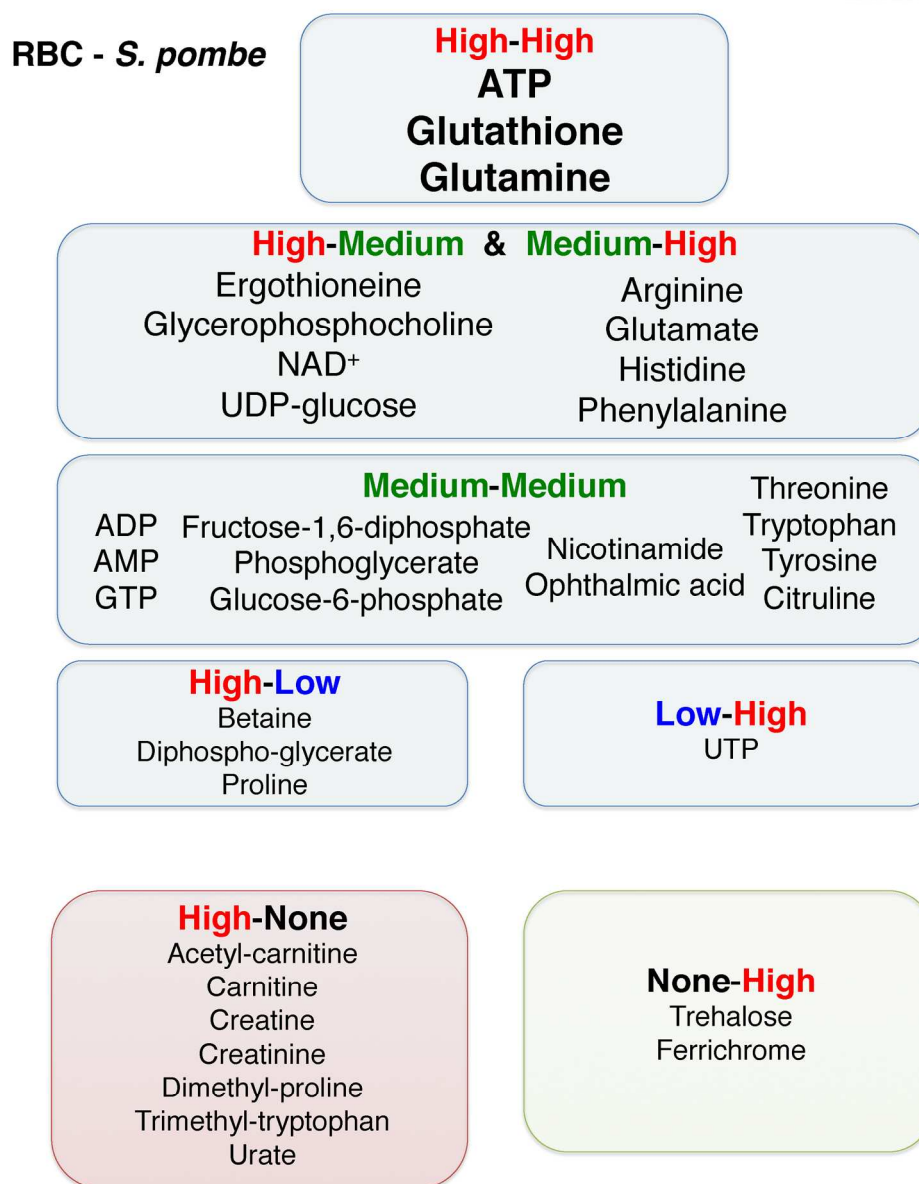 RBC - S. pombe
High-High
ATP
Glutathione
Glutamine
High-Medium & Medium-High
Ergothioneine
Glycerophosphocholine
NAD⁺
UDP-glucose
Arginine
Glutamate
Histidine
Phenylalanine
Medium-Medium
ADP
AMP
GTP
Fructose-1,6-diphosphate
Phosphoglycerate
Glucose-6-phosphate
Nicotinamide
Ophthalmic acid
Threonine
Tryptophan
Tyrosine
Citruline
High-Low
Betaine
Diphospho-glycerate
Proline
Low-High
UTP
High-None
Acetyl-carnitine
Carnitine
Creatine
Creatinine
Dimethyl-proline
Trimethyl-tryptophan
Urate
None-High
Trehalose
Ferrichrome